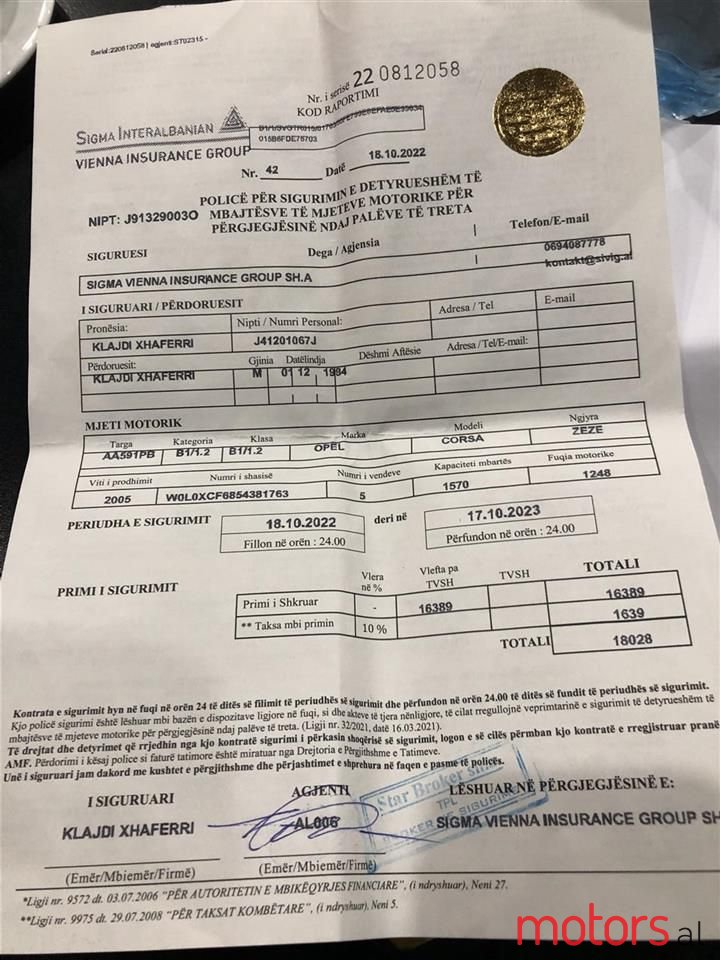 Serial:220812058 | egjenti:ST02315 -
Nr. i serisë 22 0812058
KOD RAPORTIMI
015B6FDE75703
SIGMA INTERALBANIAN
VIENNA INSURANCE GROUP
Nr. 42 Datë 18.10.2022
NIPT: J91329003O
POLICË PËR SIGURIMIN E DETYRUESHËM TË
MBAJTËSVE TË MJETEVE MOTORIKE PËR
PËRGJEGJËSINË NDAJ PALËVE TË TRETA
SIGURUESI Dega / Agjensia Telefon/E-mail
0694087778
SIGMA VIENNA INSURANCE GROUP SH.A kontakt@sivig.al
I SIGURUARI / PËRDORUESIT
Pronësia: Nipti / Numri Personal: Adresa / Tel E-mail
KLAJDI XHAFERRI J41201067J
Përdoruesit: Gjinia Datëlindja Dëshmi Aftësie Adresa / Tel/E-mail:
KLAJDI XHAFERRI M 01 12 1994
MJETI MOTORIK
Targa Kategoria Klasa Marka Modeli Ngjyra
AA591PB B1/1.2 B1/1.2 OPEL CORSA ZEZE
Viti i prodhimit Numri i shasisë Numri i vendeve Kapaciteti mbartës Fuqia motorike
2005 W0L0XCF6854381763 5 1570 1248
PERIUDHA E SIGURIMIT 18.10.2022 deri në 17.10.2023
Fillon në orën : 24.00 Përfundon në orën : 24.00
PRIMI I SIGURIMIT
Vlera në % Vlefta pa TVSH TVSH TOTALI
Primi i Shkruar - 16389 16389
** Taksa mbi primin 10 % 1639
TOTALI 18028
Kontrata e sigurimit hyn në fuqi në orën 24 të ditës së fillimit të periudhës së sigurimit dhe përfundon në orën 24.00 të ditës së fundit të periudhës së sigurimit.
Kjo policë sigurimi është lëshuar mbi bazën e dispozitave ligjore në fuqi, si dhe akteve të tjera nënligjore, të cilat rregullojnë veprimtarinë e sigurimit të detyrueshëm të
mbajtësve të mjeteve motorike për përgjegjësinë ndaj palëve të treta. (Ligji nr. 32/2021, datë 16.03.2021).
Të drejtat dhe detyrimet që rrjedhin nga kjo kontratë sigurimi i përkasin shoqërisë së sigurimit, logon e së cilës përmban kjo kontratë e rregjistruar pranë
AMF. Përdorimi i kësaj police si faturë tatimore është miratuar nga Drejtoria e Përgjithshme e Tatimeve.
Unë i siguruari jam dakord me kushtet e përgjithshme dhe përjashtimet e shprehura në faqen e pasme të policës.
I SIGURUARI AGJENTI LËSHUAR NË PËRGJEGJËSINË E:
Star Broker
TPL
BROKER SIGURIMI
KLAJDI XHAFERRI AL006 SIGMA VIENNA INSURANCE GROUP SH
(Emër/Mbiemër/Firmë) (Emër/Mbiemër/Firmë)
*Ligji nr. 9572 dt. 03.07.2006 “PËR AUTORITETIN E MBIKËQYRJES FINANCIARE”, (i ndryshuar), Neni 27.
**Ligji nr. 9975 dt. 29.07.2008 “PËR TAKSAT KOMBËTARE”, (i ndryshuar), Neni 5.
motors.al